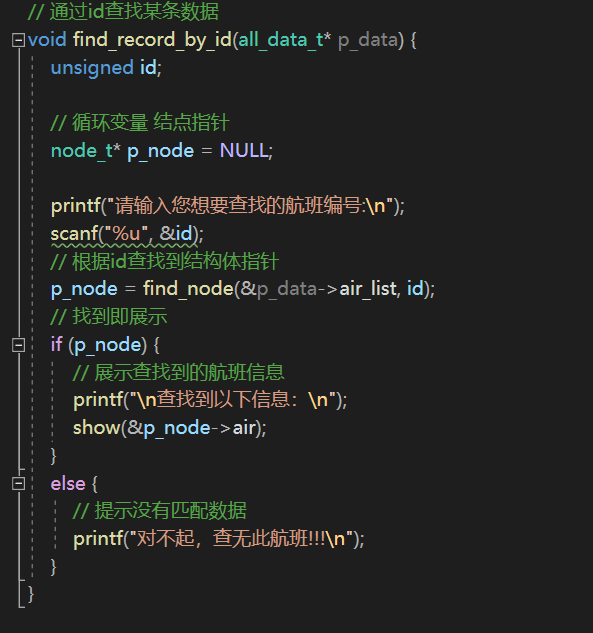 // 通过id查找某条数据
void find_record_by_id(all_data_t* p_data) {
unsigned id;
// 循环变量 结点指针
node_t* p_node = NULL;
printf("请输入您想要查找的航班编号:\n");
scanf("%u", &id);
// 根据id查找到结构体指针
p_node = find_node(&p_data->air_list, id);
// 找到即展示
if (p_node) {
// 展示查找到的航班信息
printf("\n查找到以下信息：\n");
show(&p_node->air);
}
else {
// 提示没有匹配数据
printf("对不起，查无此航班!!!\n");
}
}